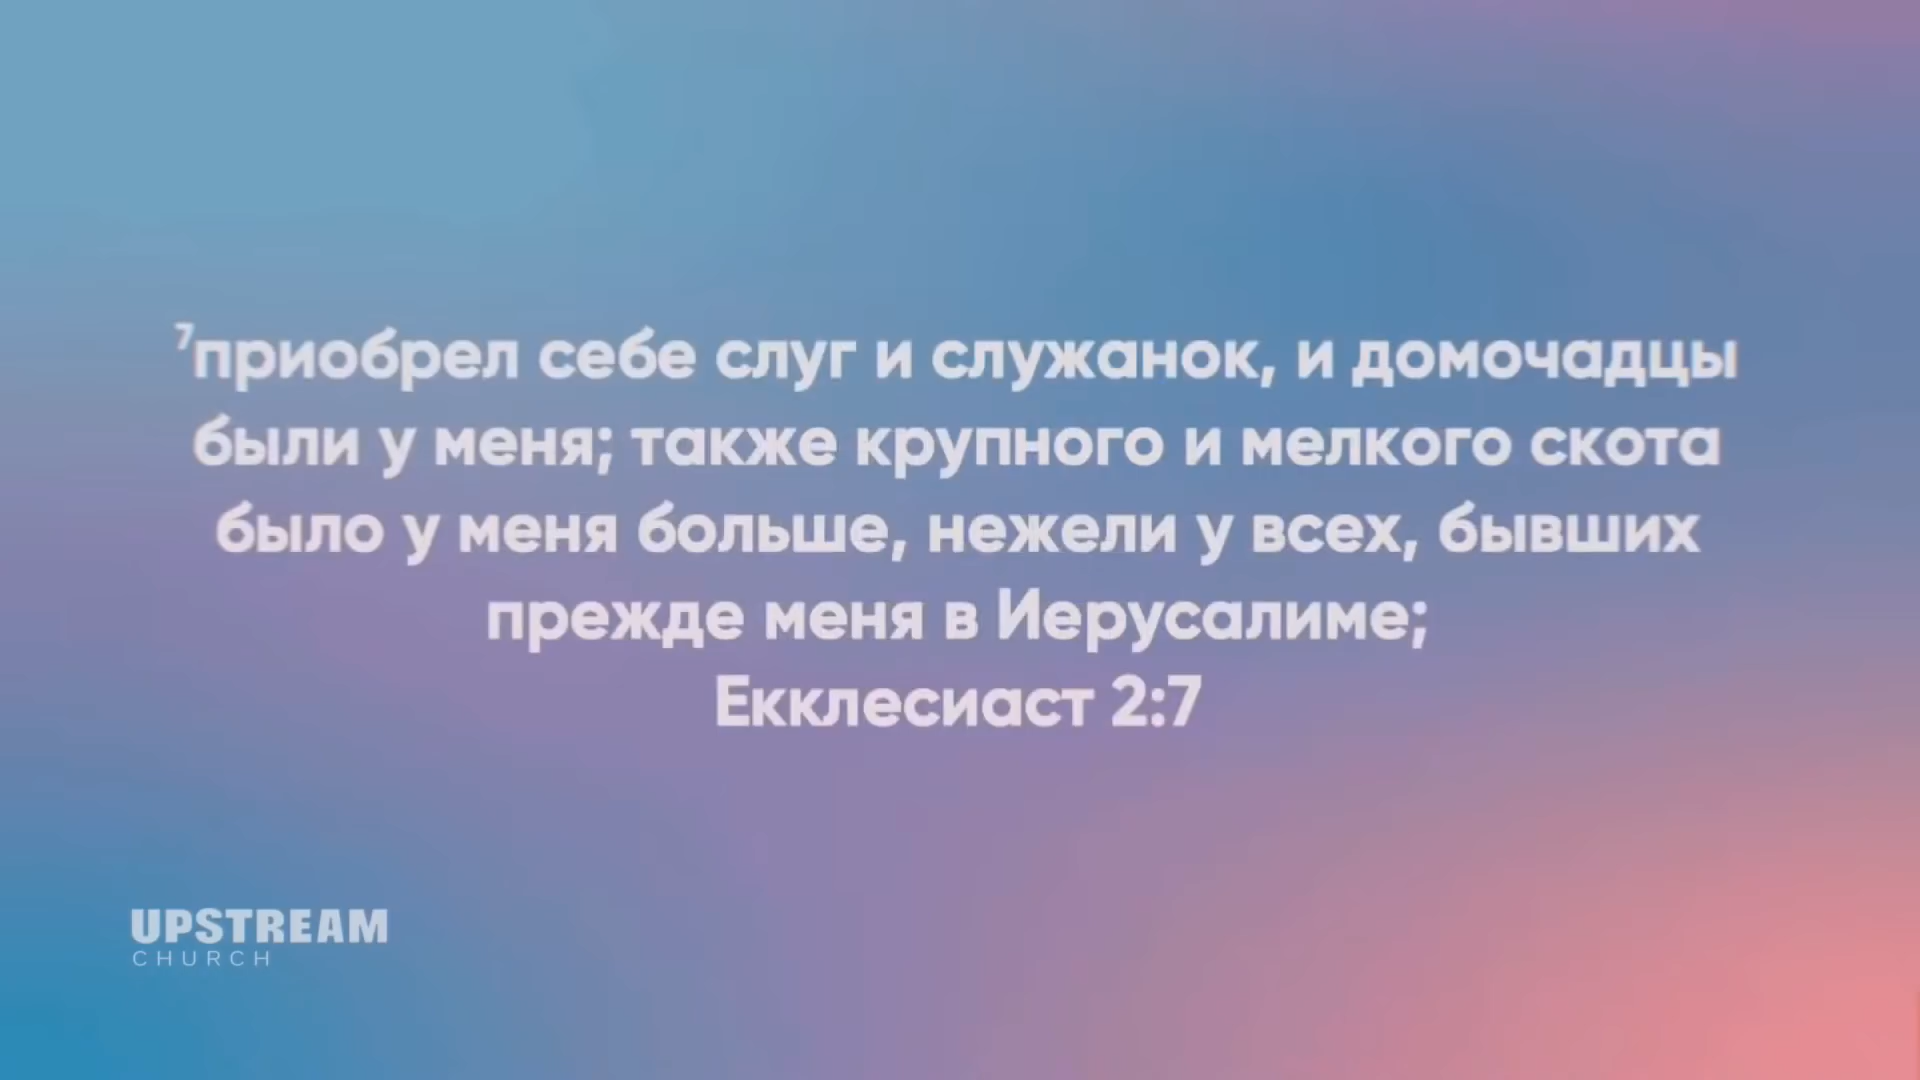 ⁷приобрел себе слуг и служанок, и домочадцы
были у меня; также крупного и мелкого скота
было у меня больше, нежели у всех, бывших
прежде меня в Иерусалиме;
Екклесиаст 2:7
UPSTREAM
CHURCH